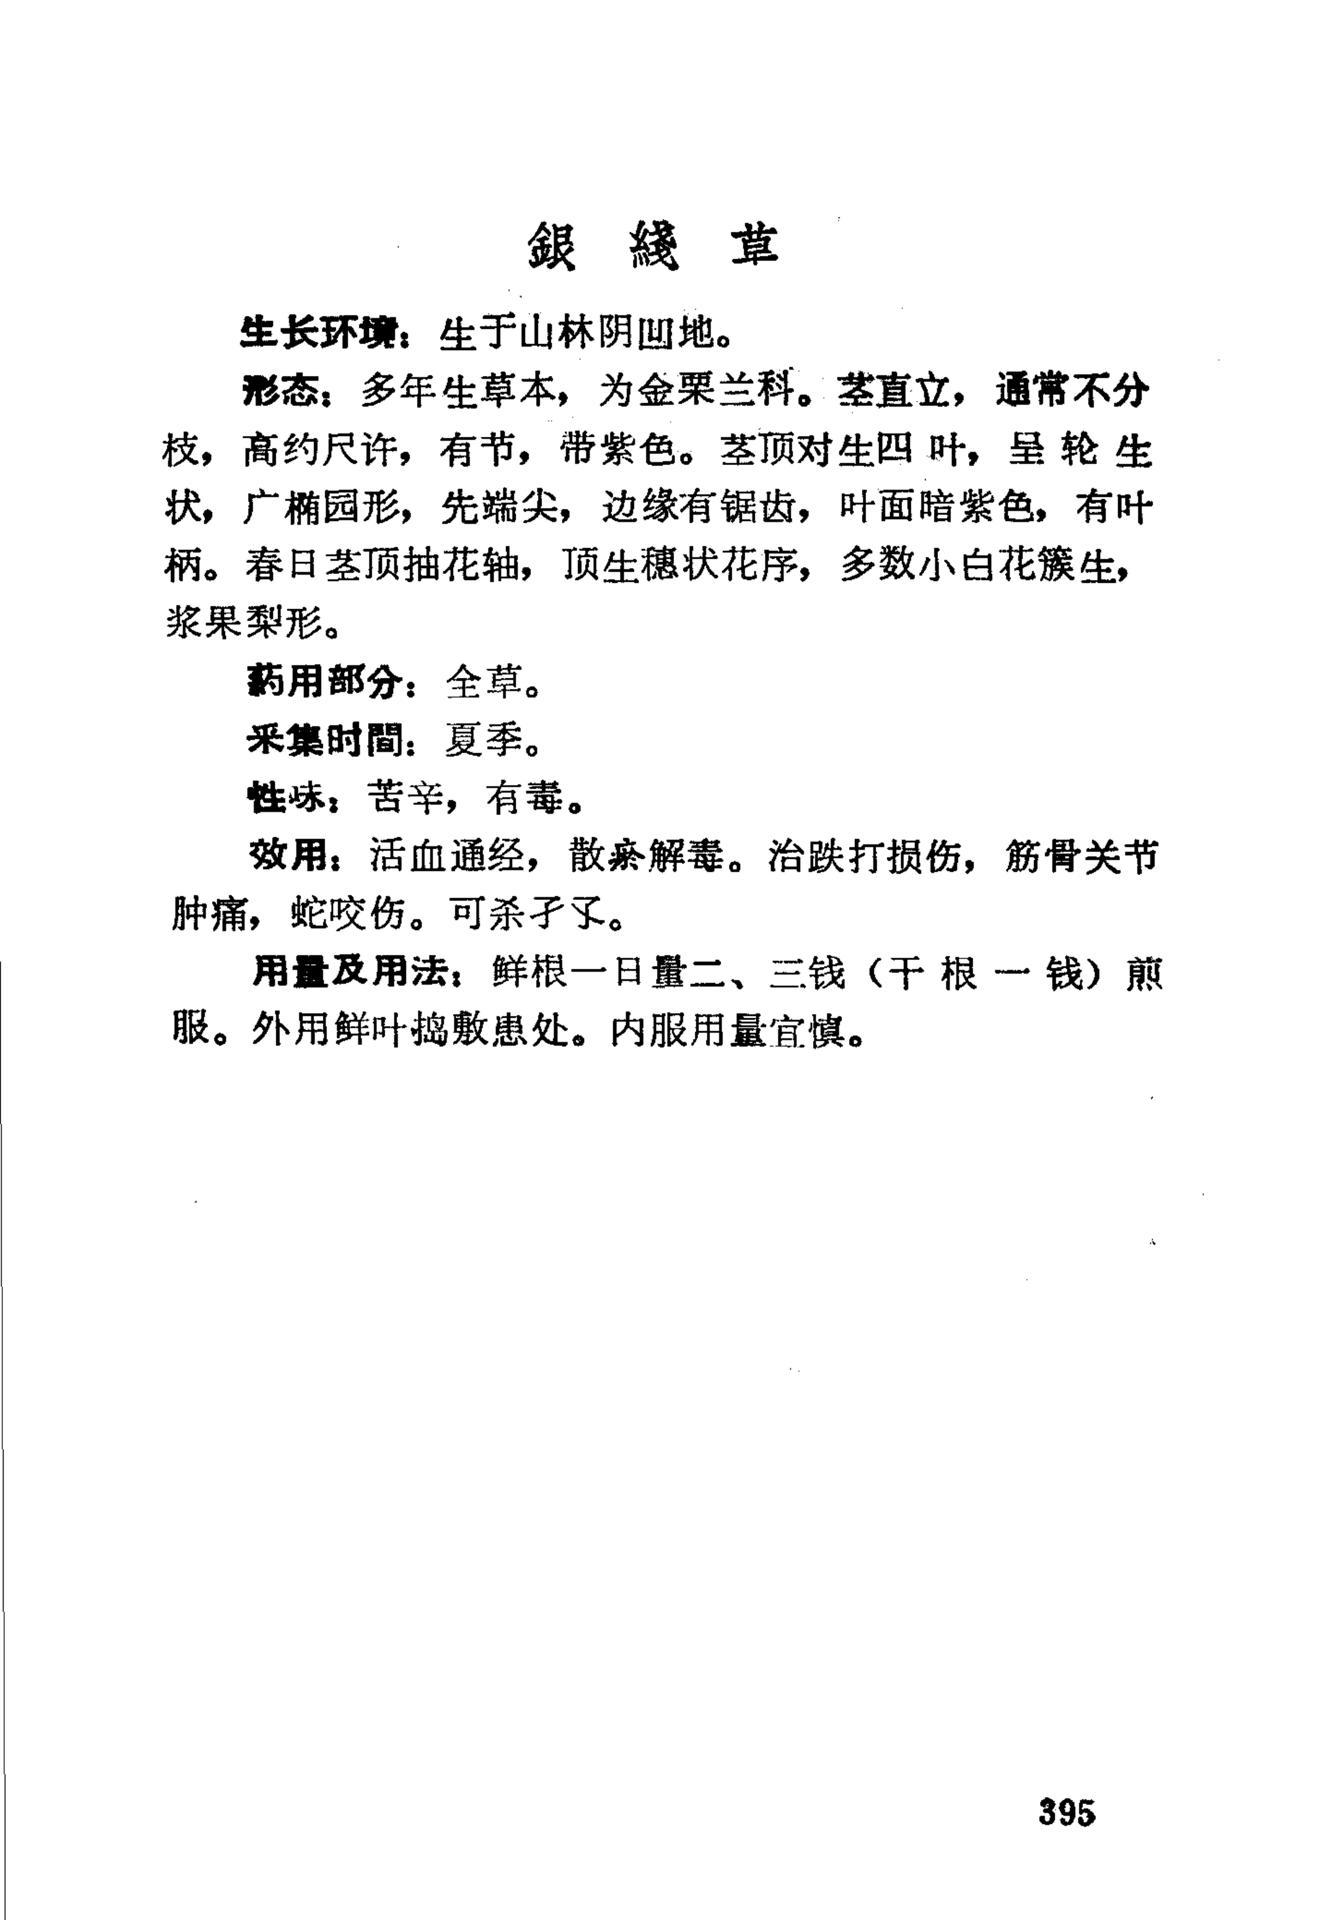 銀綫草
生长环境：生于山林阴凹地。
形态：多年生草本，为金栗兰科。茎直立，通常不分
枝，高约尺许，有节，带紫色。茎顶对生四叶，呈轮生
状，广椭园形，先端尖，边缘有锯齿，叶面暗紫色，有叶
柄。春日茎顶抽花轴，顶生穗状花序，多数小白花簇生，
浆果梨形。
药用部分：全草。
采集时間：夏季。
性味：苦辛，有毒。
效用：活血通经，散瘀解毒。治跌打损伤，筋骨关节
肿痛，蛇咬伤。可杀孑孓。
用量及用法：鲜根一日量二、三钱（干根一钱）煎
服。外用鲜叶捣敷患处。内服用量宜慎。
395